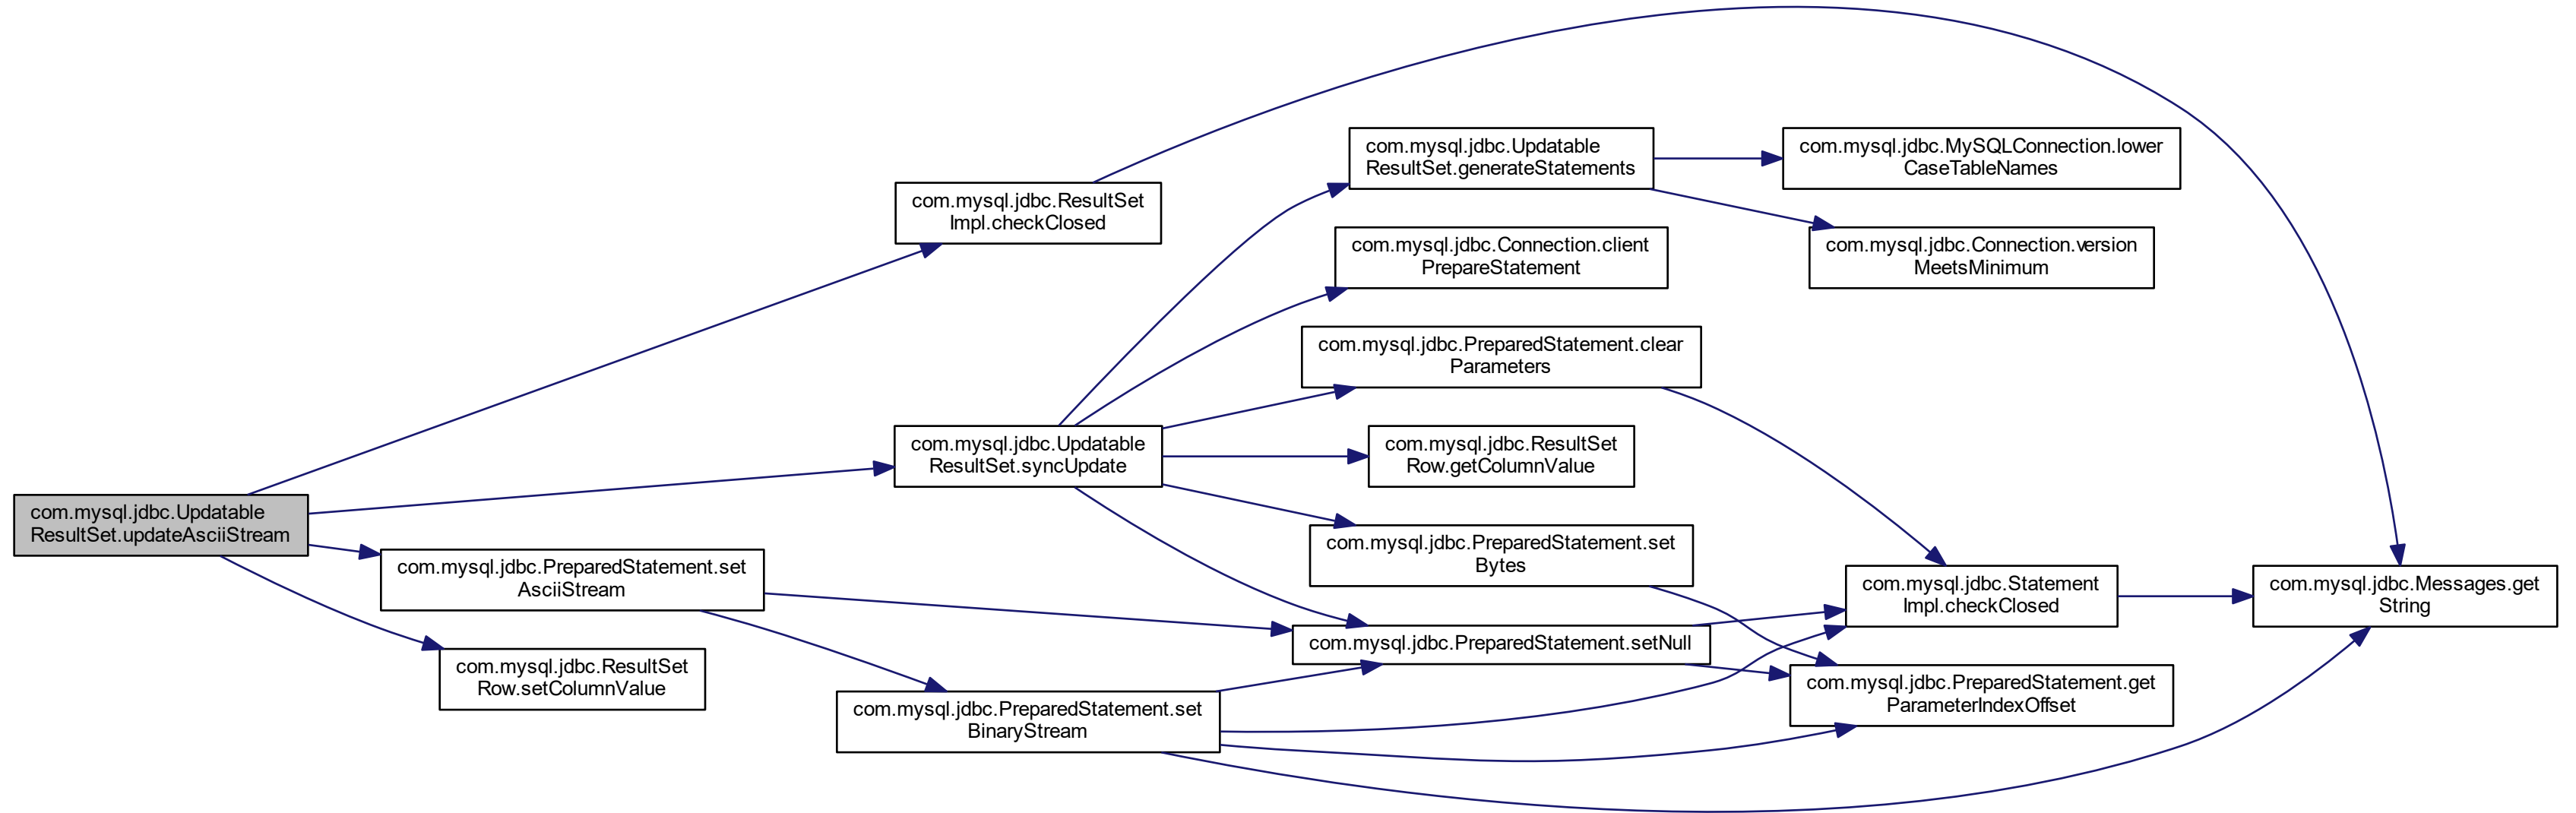 com.mysql.jdbc.Updatable
ResultSet.updateAsciiStream
com.mysql.jdbc.ResultSet
Impl.checkClosed
com.mysql.jdbc.Updatable
ResultSet.syncUpdate
com.mysql.jdbc.PreparedStatement.set
AsciiStream
com.mysql.jdbc.ResultSet
Row.setColumnValue
com.mysql.jdbc.PreparedStatement.set
BinaryStream
com.mysql.jdbc.Updatable
ResultSet.generateStatements
com.mysql.jdbc.Connection.client
PrepareStatement
com.mysql.jdbc.PreparedStatement.clear
Parameters
com.mysql.jdbc.ResultSet
Row.getColumnValue
com.mysql.jdbc.PreparedStatement.set
Bytes
com.mysql.jdbc.PreparedStatement.setNull
com.mysql.jdbc.MySQLConnection.lower
CaseTableNames
com.mysql.jdbc.Connection.version
MeetsMinimum
com.mysql.jdbc.Statement
Impl.checkClosed
com.mysql.jdbc.PreparedStatement.get
ParameterIndexOffset
com.mysql.jdbc.Messages.get
String